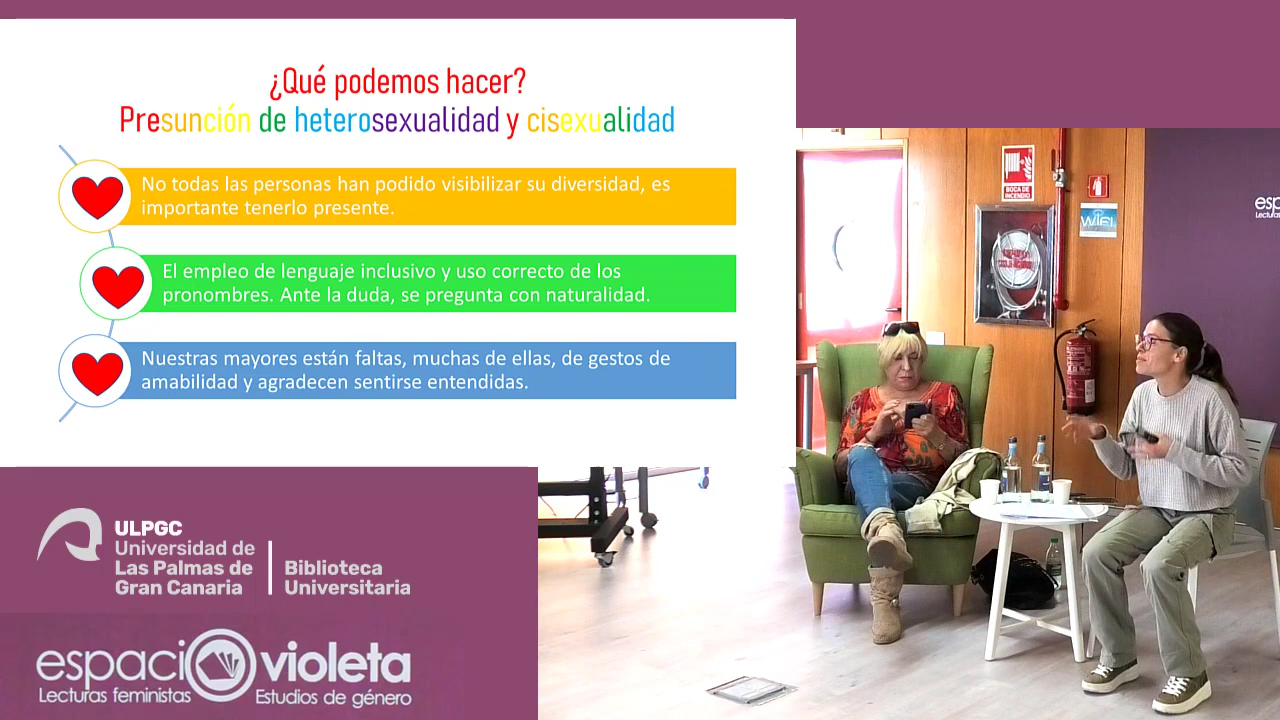 ¿Qué podemos hacer?
Presunción de heterosexualidad y cisexualidad
No todas las personas han podido visibilizar su diversidad, es
importante tenerlo presente.
El empleo de lenguaje inclusivo y uso correcto de los
pronombres. Ante la duda, se pregunta con naturalidad.
Nuestras mayores están faltas, muchas de ellas, de gestos de
amabilidad y agradecen sentirse entendidas.
BOCA DE
INCENDIO
WIFI
esp
Lecturas
ULPGC
Universidad de
Las Palmas de
Gran Canaria
Biblioteca
Universitaria
espacio violeta
Lecturas feministas
Estudios de género